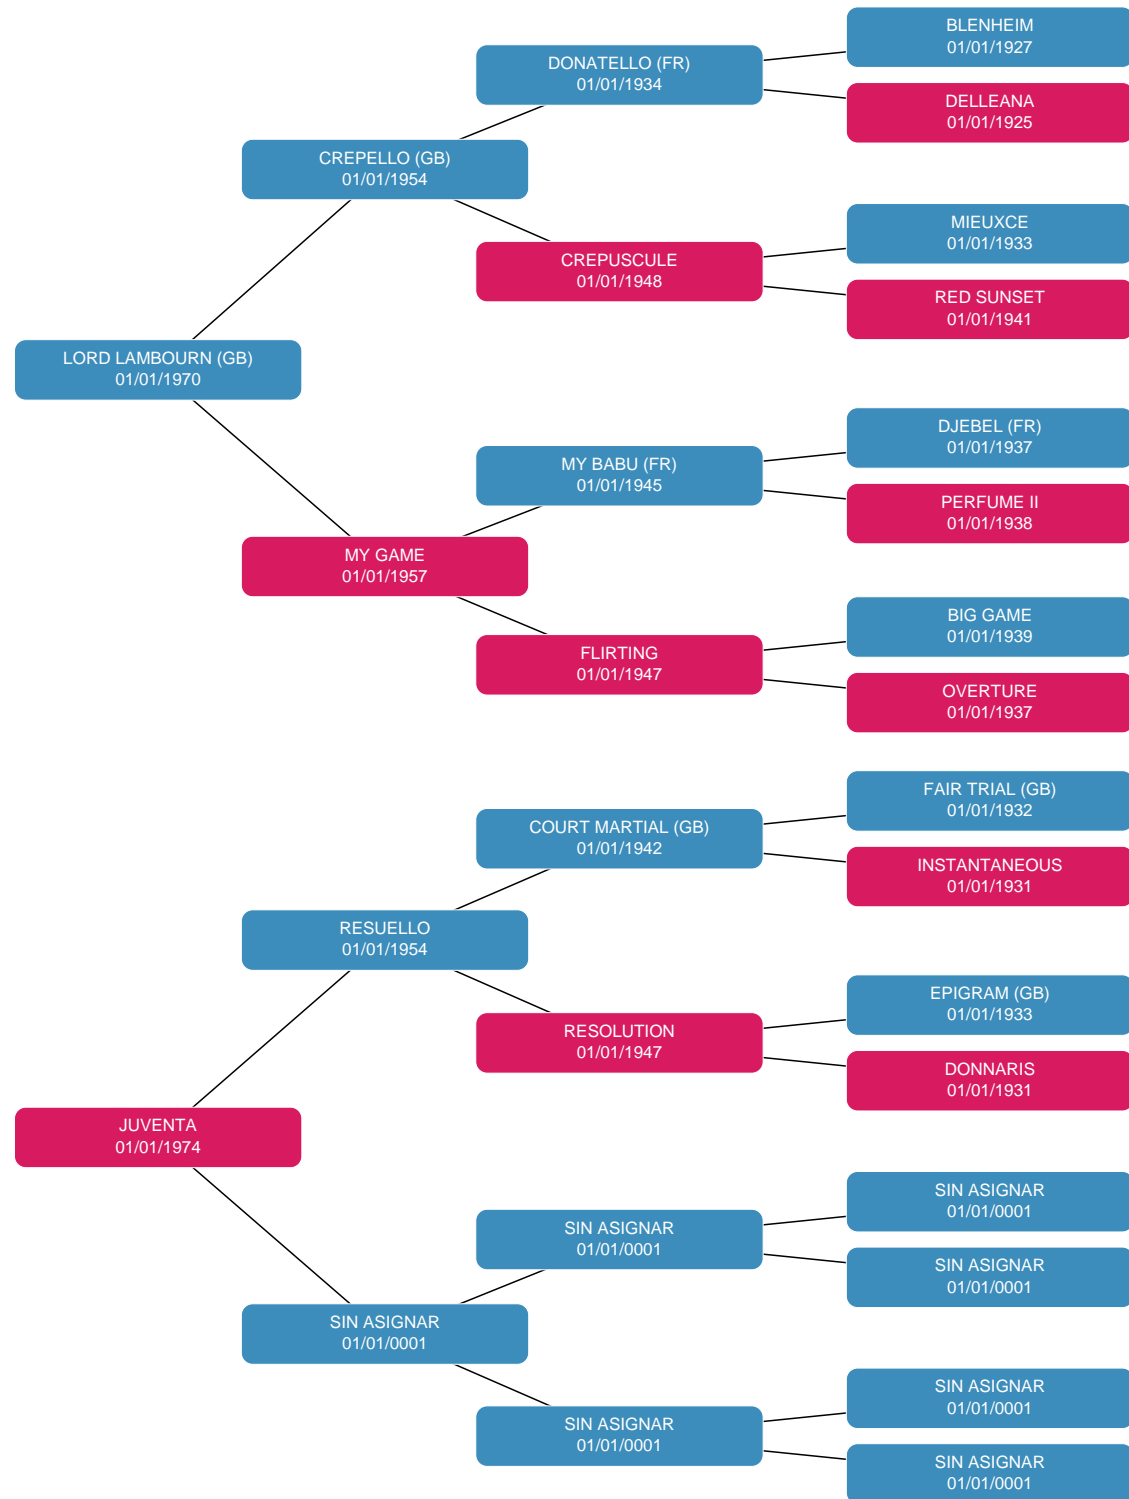 BLENHEIM
01/01/1927
DONATELLO (FR)
01/01/1934
DELLEANA
01/01/1925
CREPELLO (GB)
01/01/1954
MIEUXCE
01/01/1933
CREPUSCULE
01/01/1948
RED SUNSET
01/01/1941
LORD LAMBOURN (GB)
01/01/1970
DJEBEL (FR)
01/01/1937
MY BABU (FR)
01/01/1945
PERFUME II
01/01/1938
MY GAME
01/01/1957
BIG GAME
01/01/1939
FLIRTING
01/01/1947
OVERTURE
01/01/1937
FAIR TRIAL (GB)
01/01/1932
COURT MARTIAL (GB)
01/01/1942
INSTANTANEOUS
01/01/1931
RESUELLO
01/01/1954
EPIGRAM (GB)
01/01/1933
RESOLUTION
01/01/1947
DONNARIS
01/01/1931
JUVENTA
01/01/1974
SIN ASIGNAR
01/01/0001
SIN ASIGNAR
01/01/0001
SIN ASIGNAR
01/01/0001
SIN ASIGNAR
01/01/0001
SIN ASIGNAR
01/01/0001
SIN ASIGNAR
01/01/0001
SIN ASIGNAR
01/01/0001